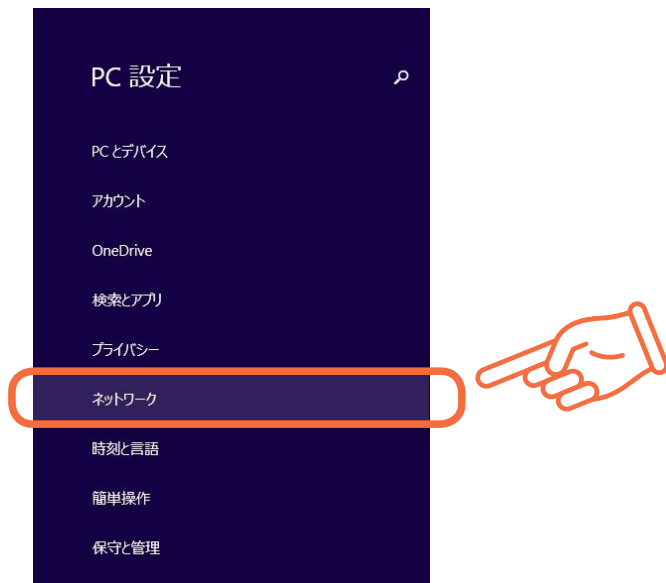 PC 設定
PC とデバイス
アカウント
OneDrive
検索とアプリ
プライバシー
ネットワーク
時刻と言語
簡単操作
保守と管理